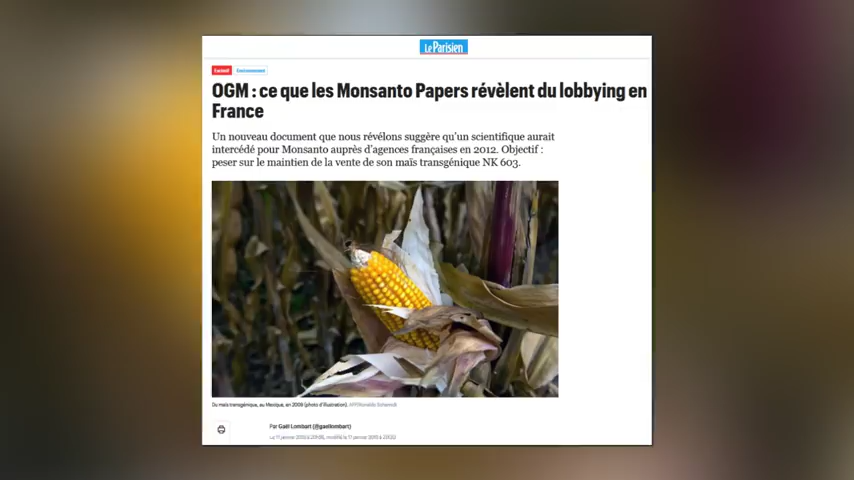 Le Parisien
Exclusif Environnement
OGM : ce que les Monsanto Papers révèlent du lobbying en
France
Un nouveau document que nous révélons suggère qu'un scientifique aurait
intercédé pour Monsanto auprès d'agences françaises en 2012. Objectif :
peser sur le maintien de la vente de son maïs transgénique NK 603.
Du maïs transgénique, au Mexique, en 2009 (photo d'illustration).
Par Gaël Lombart (@gaellombart)